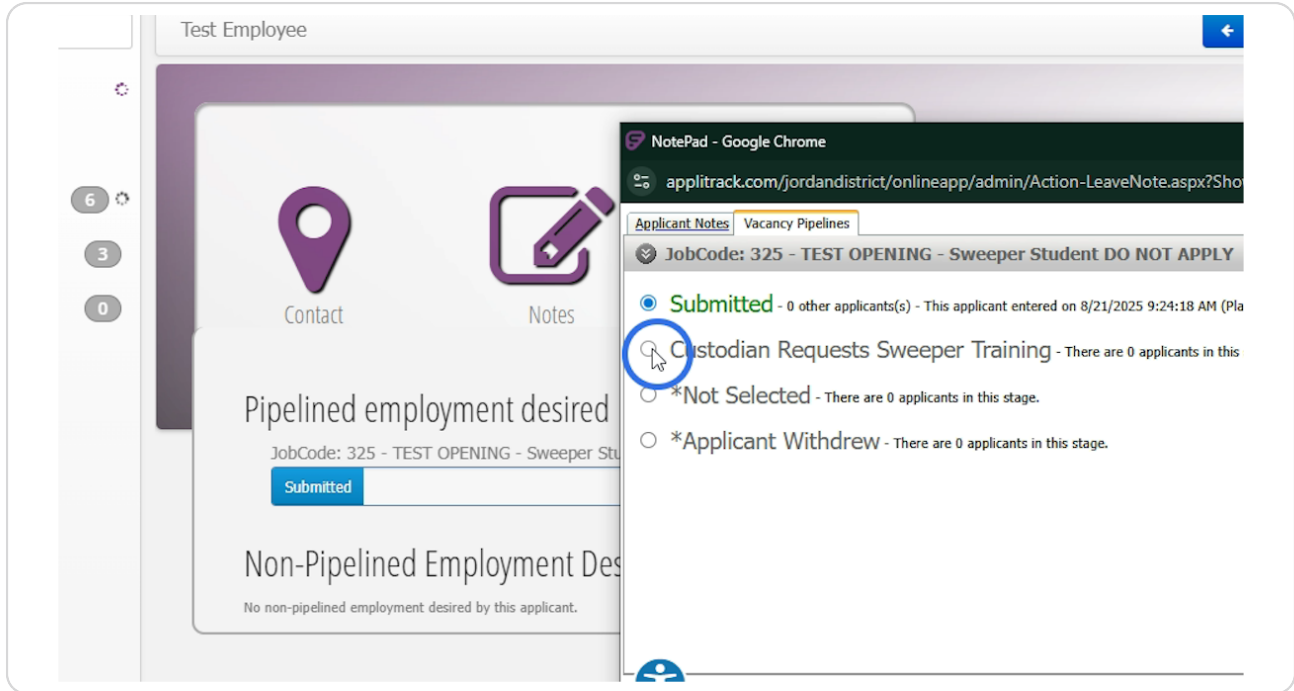 Test Employee
6
3
0
Contact
Notes
Pipelined employment desired
JobCode: 325 - TEST OPENING - Sweeper Stu
Submitted
Non-Pipelined Employment Des
No non-pipelined employment desired by this applicant.
NotePad - Google Chrome
applitrack.com/jordandistrict/onlineapp/admin/Action-LeaveNote.aspx?Sho
Applicant Notes Vacancy Pipelines
JobCode: 325 - TEST OPENING - Sweeper Student DO NOT APPLY
Submitted - 0 other applicants(s) - This applicant entered on 8/21/2025 9:24:18 AM (Pla
Custodian Requests Sweeper Training - There are 0 applicants in this
*Not Selected - There are 0 applicants in this stage.
*Applicant Withdrew - There are 0 applicants in this stage.